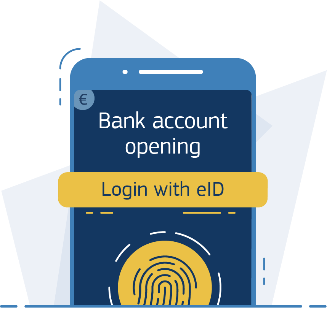 €
Bank account
opening
Login with eID